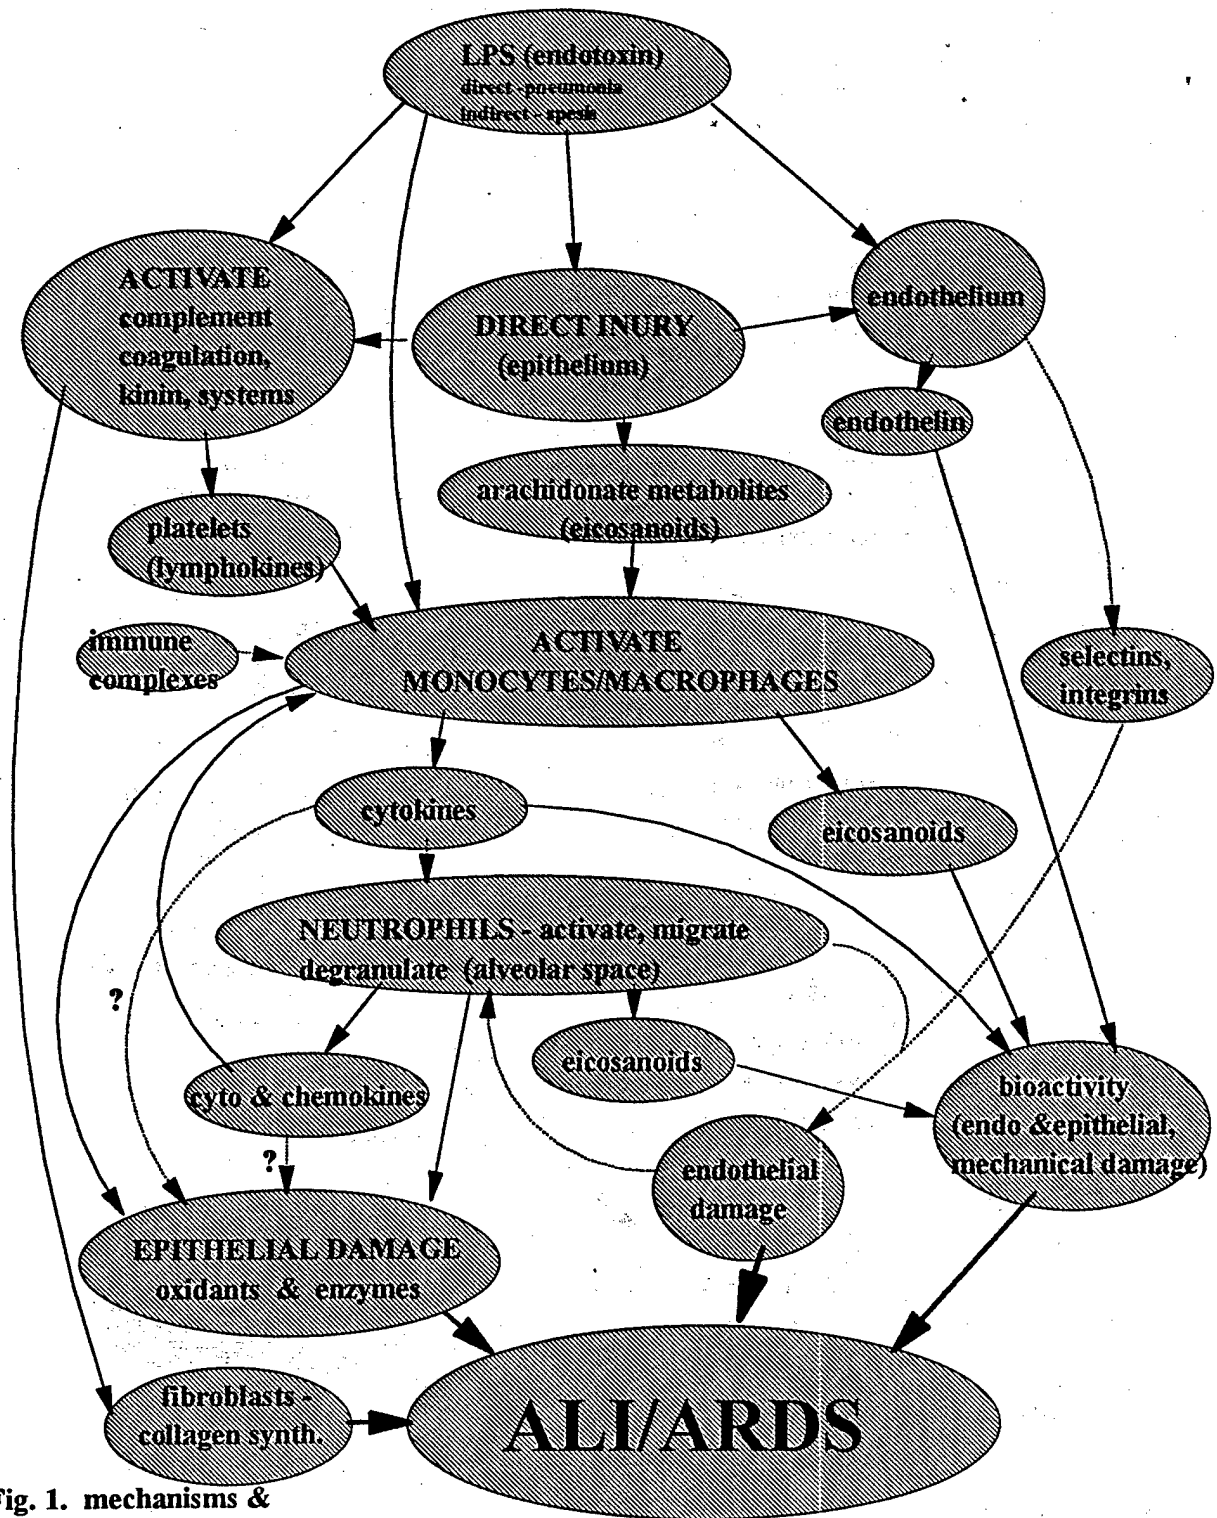 LPS (endotoxin)
direct -pneumonia
indirect - spesis
ACTIVATE
complement
coagulation,
kinin, systems
DIRECT INURY
(epithelium)
endothelium
endothelin
arachidonate metabolites
(eicosanoids)
platelets
(lymphokines)
immune
complexes
ACTIVATE
MONOCYTES/MACROPHAGES
selectins,
integrins
cytokines
eicosanoids
NEUTROPHILS - activate, migrate
degranulate (alveolar space)
?
eicosanoids
cyto & chemokines
bioactivity
(endo &epithelial,
mechanical damage)
?
endothelial
damage
EPITHELIAL DAMAGE
oxidants & enzymes
fibroblasts -
collagen synth.
ALI/ARDS
Fig. 1. mechanisms &